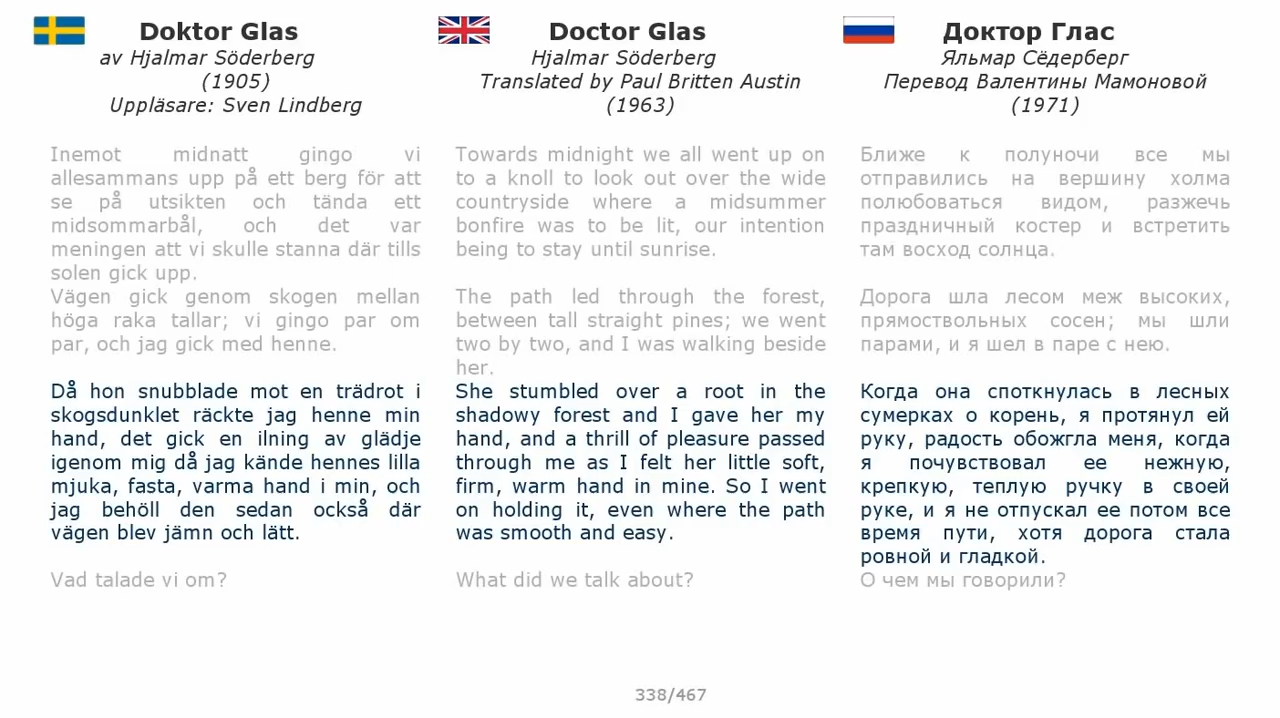 Doktor Glas
av Hjalmar Söderberg
(1905)
Uppläsare: Sven Lindberg
Inemot midnatt gingo vi
allesammans upp på ett berg för att
se på utsikten och tända ett
midsommarbål, och det var
meningen att vi skulle stanna där tills
solen gick upp.
Vägen gick genom skogen mellan
höga raka tallar; vi gingo par om
par, och jag gick med henne.
Då hon snubblade mot en trädrot i
skogsdunklet räckte jag henne min
hand, det gick en ilning av glädje
igenom mig då jag kände hennes lilla
mjuka, fasta, varma hand i min, och
jag behöll den sedan också där
vägen blev jämn och lätt.
Vad talade vi om?
Doctor Glas
Hjalmar Söderberg
Translated by Paul Britten Austin
(1963)
Towards midnight we all went up on
to a knoll to look out over the wide
countryside where a midsummer
bonfire was to be lit, our intention
being to stay until sunrise.
The path led through the forest,
between tall straight pines; we went
two by two, and I was walking beside
her.
She stumbled over a root in the
shadowy forest and I gave her my
hand, and a thrill of pleasure passed
through me as I felt her little soft,
firm, warm hand in mine. So I went
on holding it, even where the path
was smooth and easy.
What did we talk about?
Доктор Глас
Яльмар Сёдерберг
Перевод Валентины Мамоновой
(1971)
Ближе к полуночи все мы
отправились на вершину холма
полюбоваться видом, разжечь
праздничный костер и встретить
там восход солнца.
Дорога шла лесом меж высоких,
прямоствольных сосен; мы шли
парами, и я шел в паре с нею.
Когда она споткнулась в лесных
сумерках о корень, я протянул ей
руку, радость обожгла меня, когда
я почувствовал ее нежную,
крепкую, теплую ручку в своей
руке, и я не отпускал ее потом все
время пути, хотя дорога стала
ровной и гладкой.
О чем мы говорили?
338/467